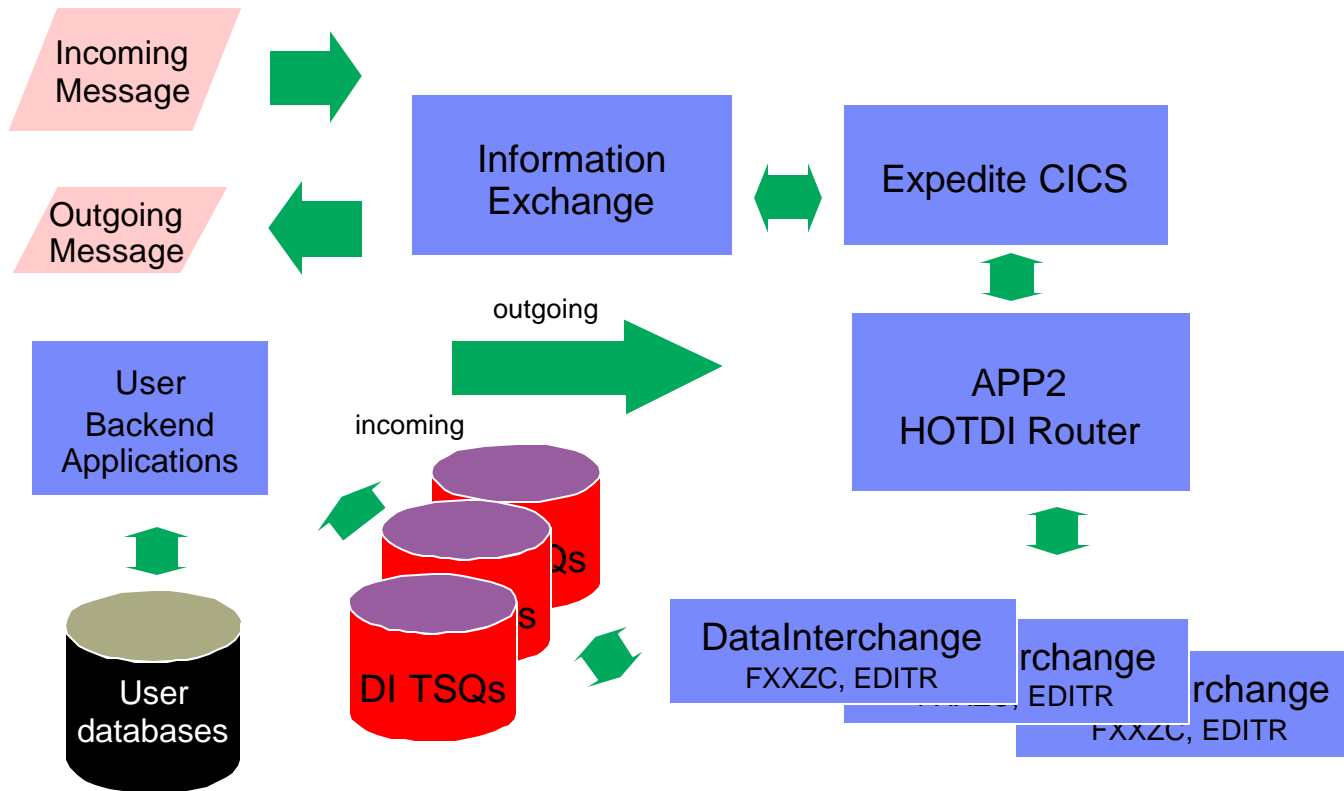 Incoming
Message
Outgoing
Message
Information
Exchange
Expedite CICS
outgoing
APP2
HOTDI Router
User
Backend
Applications
incoming
Qs
s
DI TSQs
User
databases
DataInterchange
FXXZC, EDITR
rchange
EDITR
rchange
FXXZC, EDITR